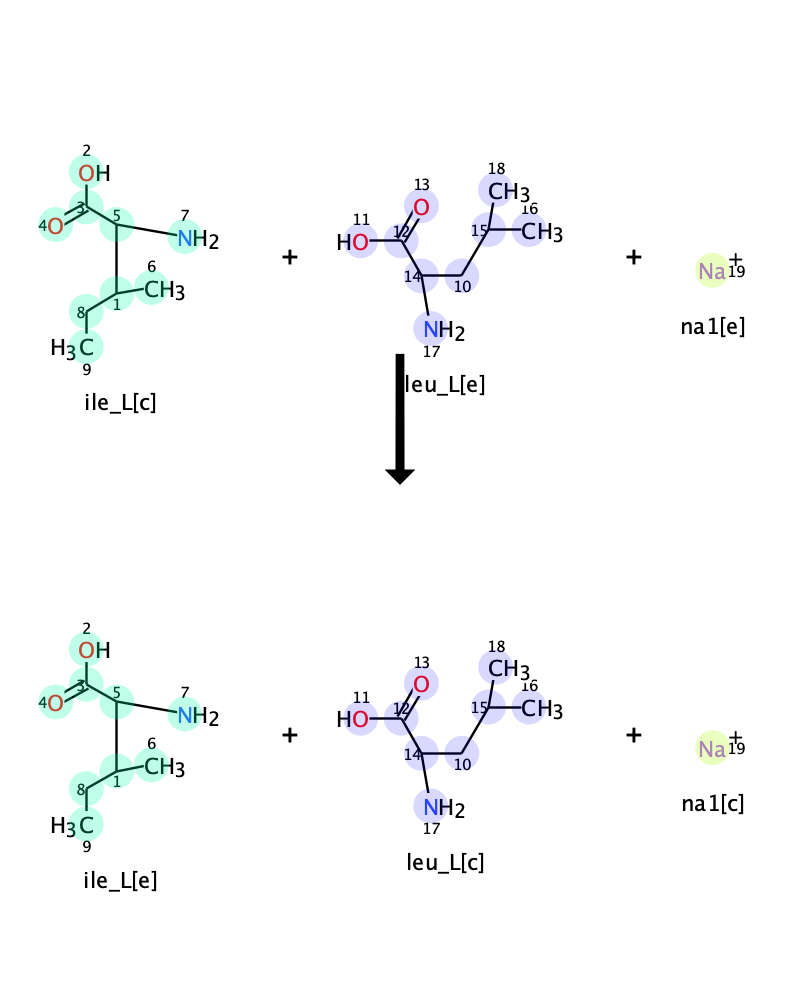 2
OH
3
4O
5
7
NH2
6
CH3
1
8
H3C
9
ile_L[c]
+
18
CH3
13
O
16
CH3
11
HO
12
15
14
10
NH2
17
leu_L[e]
+
Na+
19
na1[e]
2
OH
3
4O
5
7
NH2
6
CH3
1
8
H3C
9
ile_L[e]
+
18
CH3
13
O
16
CH3
11
HO
12
15
14
10
NH2
17
leu_L[c]
+
Na+
19
na1[c]